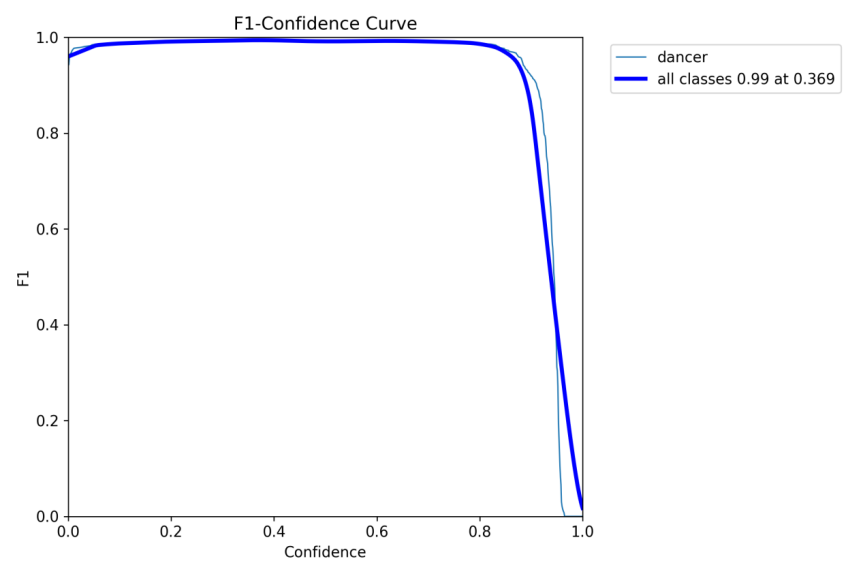 F1-Confidence Curve
dancer
all classes 0.99 at 0.369
1.0
0.8
0.6
0.4
0.2
0.0
F1
0.0 0.2 0.4 0.6 0.8 1.0
Confidence